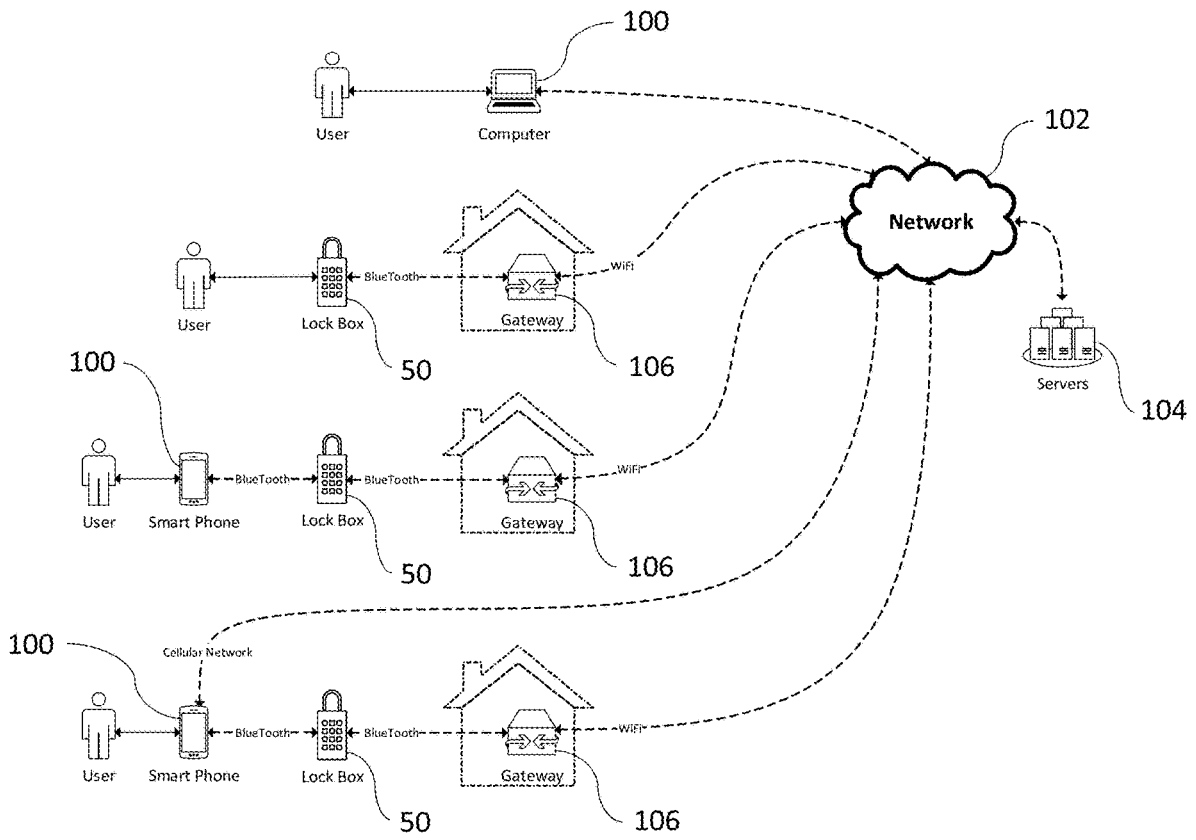 100
User
Computer
102
Network
BlueTooth
WiFi
User
Lock Box
Gateway
50
106
Servers
104
100
BlueTooth
BlueTooth
WiFi
User
Smart Phone
Lock Box
Gateway
50
106
100
Cellular Network
BlueTooth
BlueTooth
WiFi
User
Smart Phone
Lock Box
Gateway
50
106